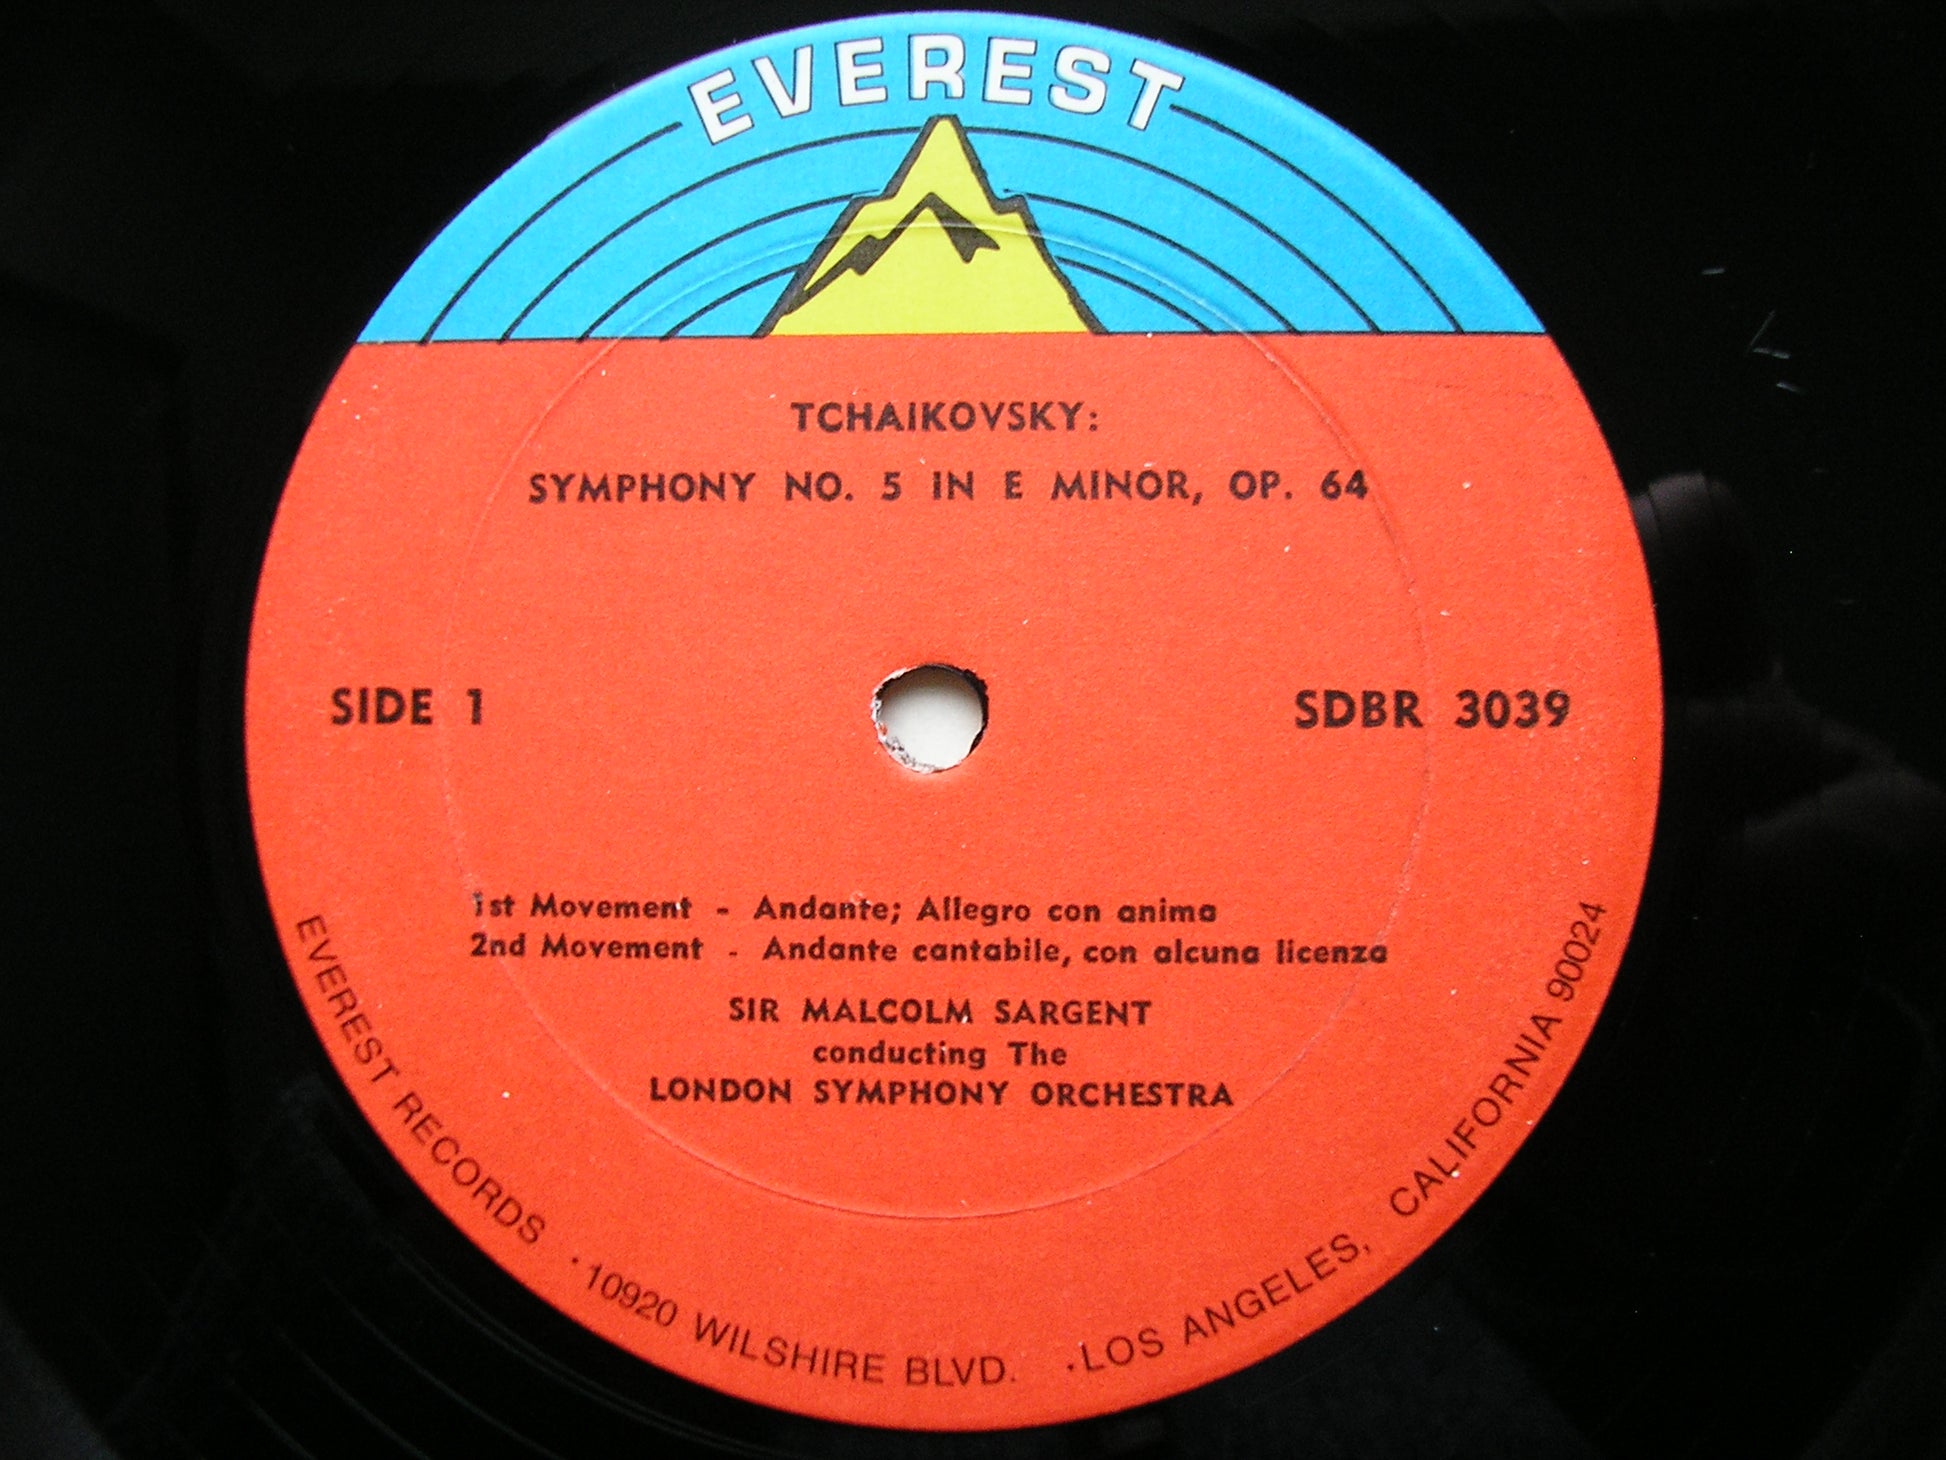 EVEREST
TCHAIKOVSKY:
SYMPHONY NO. 5 IN E MINOR, OP. 64
SIDE 1
SDBR 3039
1st Movement - Andante; Allegro con anima
2nd Movement - Andante cantabile, con alcuna licenza
SIR MALCOLM SARGENT
conducting The
LONDON SYMPHONY ORCHESTRA
EVEREST RECORDS · 10920 WILSHIRE BLVD. · LOS ANGELES, CALIFORNIA 90024